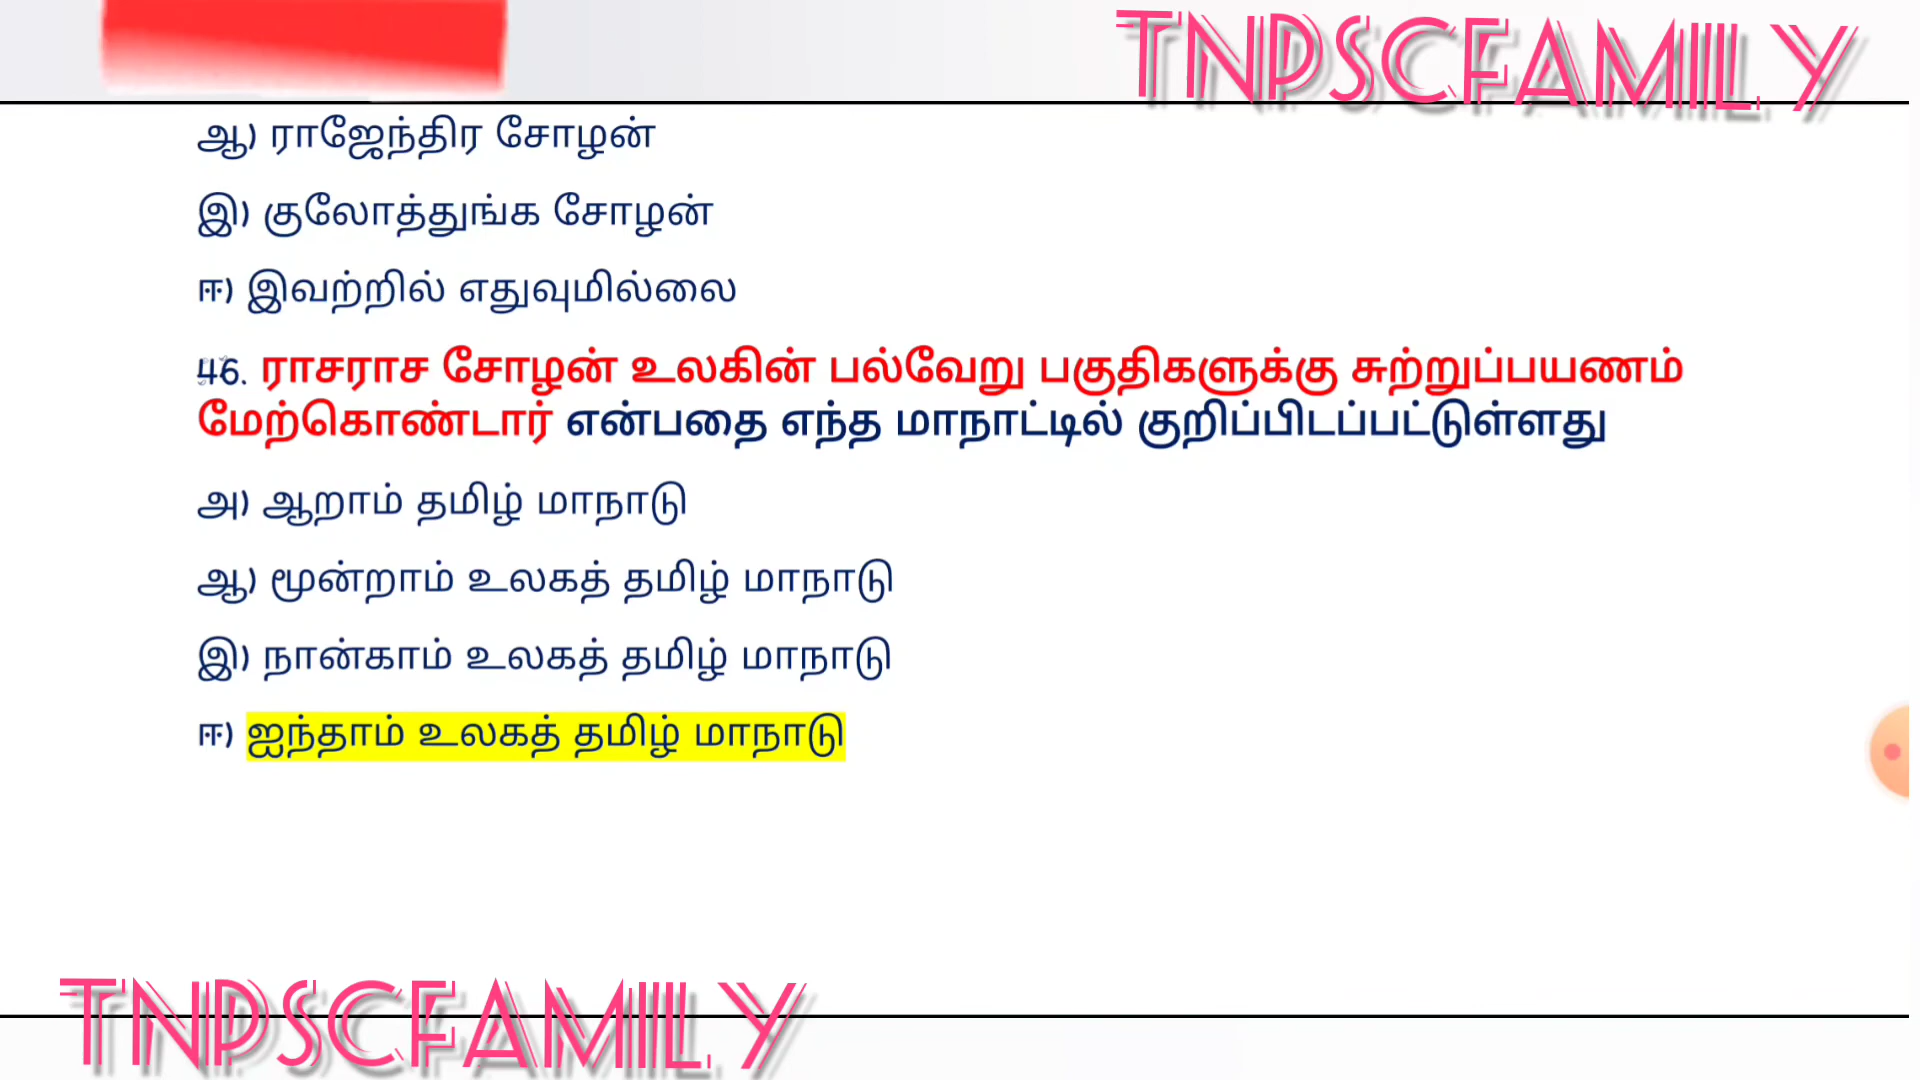 TNPSCFAMILY
ஆ) ராஜேந்திர சோழன்
இ) குலோத்துங்க சோழன்
ஈ) இவற்றில் எதுவுமில்லை
46. ராசராச சோழன் உலகின் பல்வேறு பகுதிகளுக்கு சுற்றுப்பயணம்
மேற்கொண்டார் என்பதை எந்த மாநாட்டில் குறிப்பிடப்பட்டுள்ளது
அ) ஆறாம் தமிழ் மாநாடு
ஆ) மூன்றாம் உலகத் தமிழ் மாநாடு
இ) நான்காம் உலகத் தமிழ் மாநாடு
ஈ) ஐந்தாம் உலகத் தமிழ் மாநாடு
TNPSCFAMILY